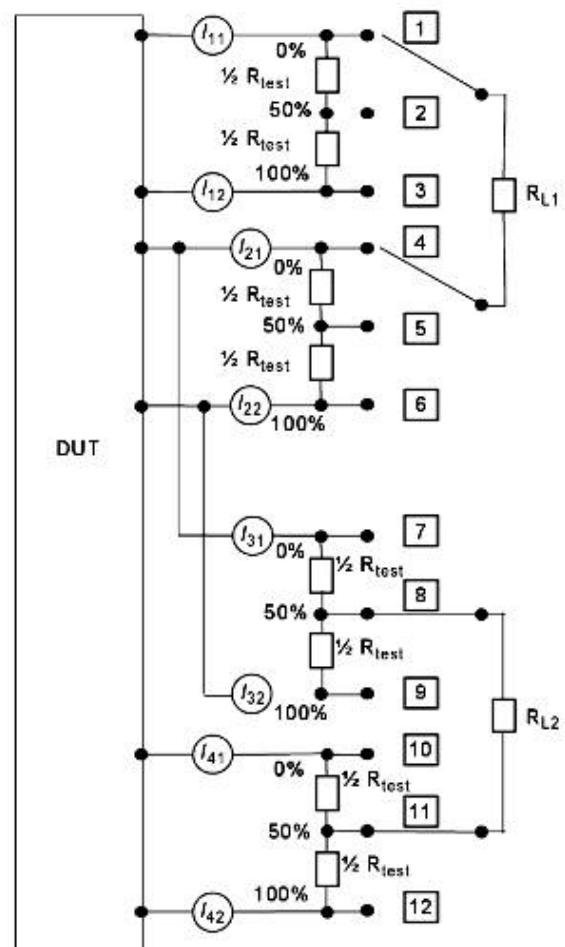 I11
1
0%
½ Rtest
50%
2
½ Rtest
100%
I12
3
RL1
I21
4
0%
½ Rtest
50%
5
½ Rtest
I22
100%
6
DUT
I31
7
0%
½ Rtest
8
50%
½ Rtest
I32
100%
9
RL2
I41
10
0%
½ Rtest
11
50%
½ Rtest
100%
I42
12